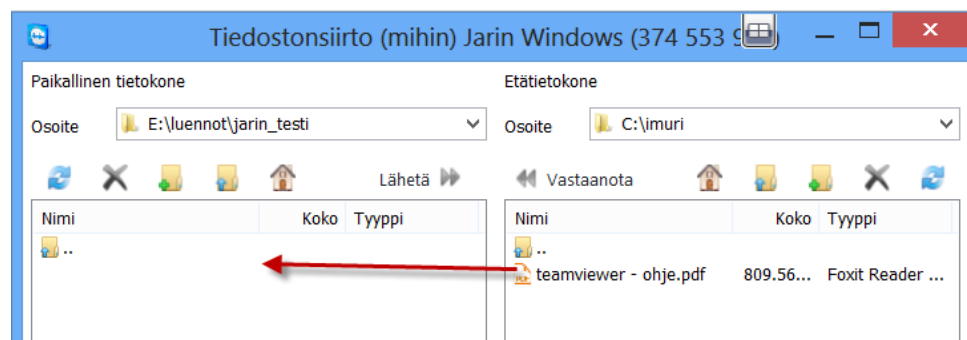 Tiedostonsiirto (mihin) Jarin Windows (374 553 9
Paikallinen tietokone
Osoite E:\luennot\jarin_testi
Lähetä
Nimi Koko Tyyppi
..
Etätietokone
Osoite C:\imuri
Vastaanota
Nimi Koko Tyyppi
..
teamviewer - ohje.pdf 809.56... Foxit Reader ...